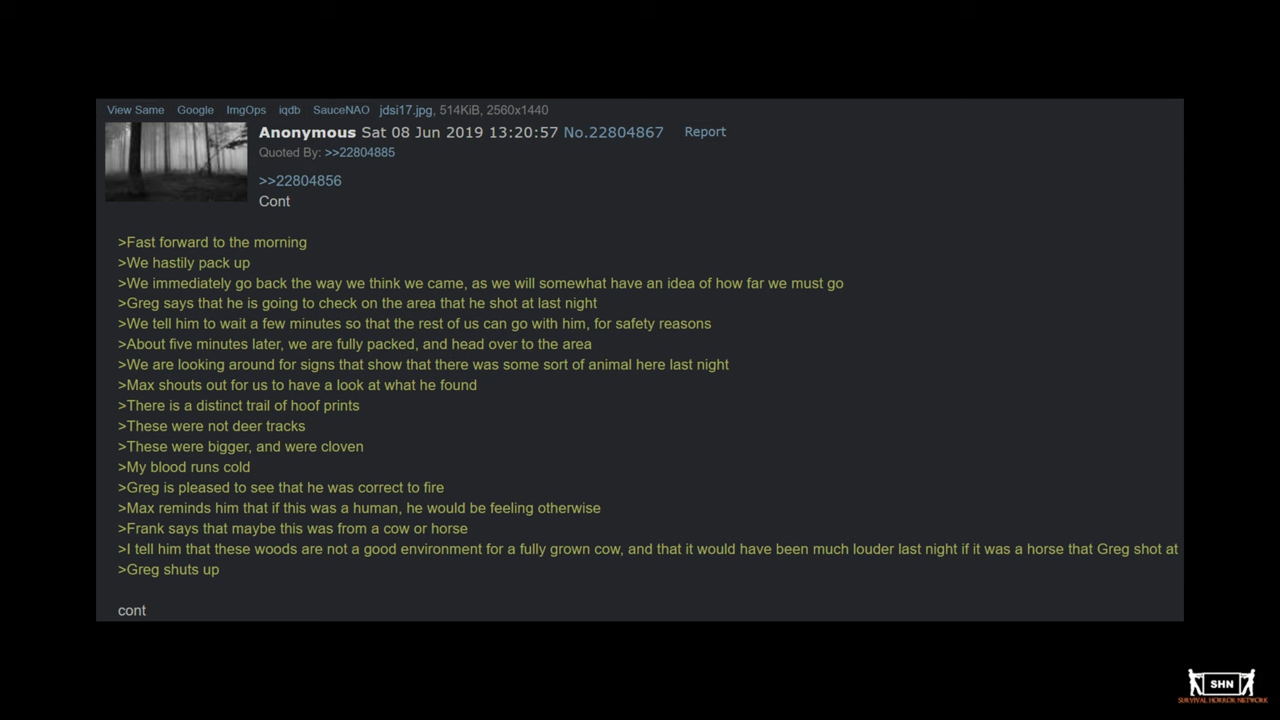 View Same Google ImgOps iqdb SauceNAO jdsi17.jpg, 514KiB, 2560x1440
Anonymous Sat 08 Jun 2019 13:20:57 No.22804867 Report
Quoted By: >>22804885
>>22804856
Cont
>Fast forward to the morning
>We hastily pack up
>We immediately go back the way we think we came, as we will somewhat have an idea of how far we must go
>Greg says that he is going to check on the area that he shot at last night
>We tell him to wait a few minutes so that the rest of us can go with him, for safety reasons
>About five minutes later, we are fully packed, and head over to the area
>We are looking around for signs that show that there was some sort of animal here last night
>Max shouts out for us to have a look at what he found
>There is a distinct trail of hoof prints
>These were not deer tracks
>These were bigger, and were cloven
>My blood runs cold
>Greg is pleased to see that he was correct to fire
>Max reminds him that if this was a human, he would be feeling otherwise
>Frank says that maybe this was from a cow or horse
>I tell him that these woods are not a good environment for a fully grown cow, and that it would have been much louder last night if it was a horse that Greg shot at
>Greg shuts up
cont
SHN
SURVIVAL HORROR NETWORK